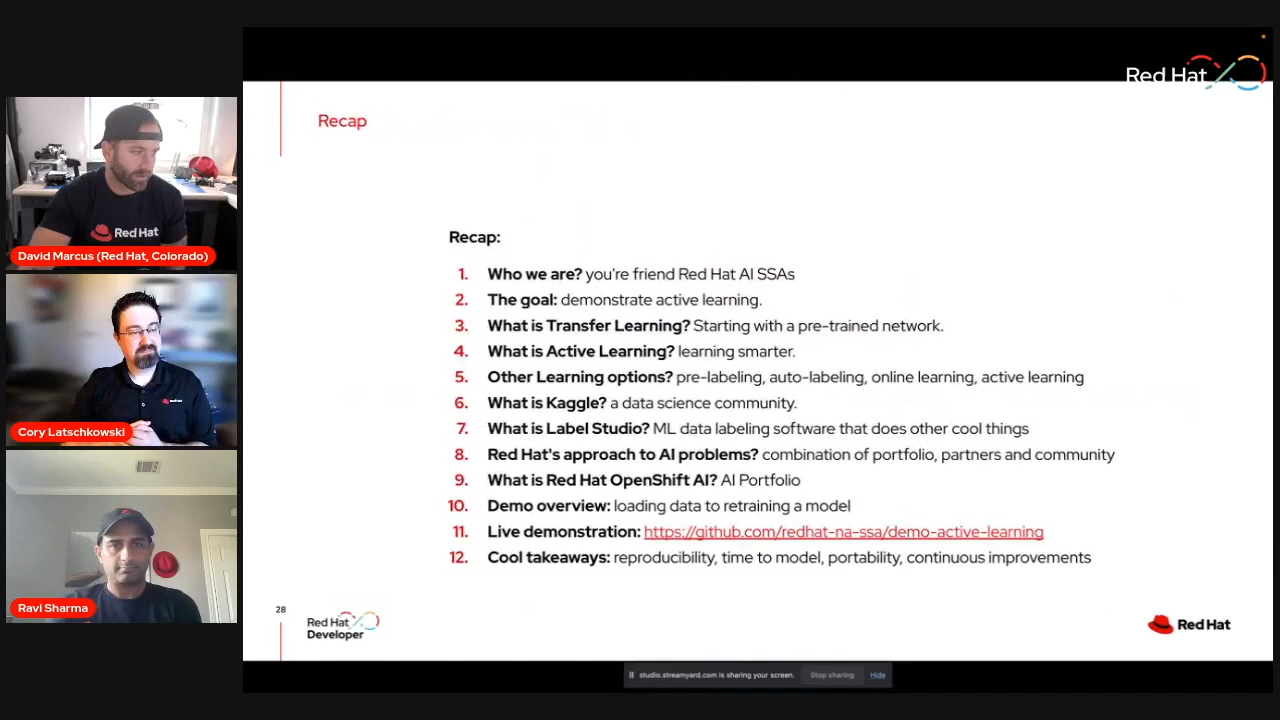 Red Hat
Recap
Recap:
1. Who we are? you're friend Red Hat AI SSAs
2. The goal: demonstrate active learning.
3. What is Transfer Learning? Starting with a pre-trained network.
4. What is Active Learning? learning smarter.
5. Other Learning options? pre-labeling, auto-labeling, online learning, active learning
6. What is Kaggle? a data science community.
7. What is Label Studio? ML data labeling software that does other cool things
8. Red Hat's approach to AI problems? combination of portfolio, partners and community
9. What is Red Hat OpenShift AI? AI Portfolio
10. Demo overview: loading data to retraining a model
11. Live demonstration: https://github.com/redhat-na-ssa/demo-active-learning
12. Cool takeaways: reproducibility, time to model, portability, continuous improvements
28
Red Hat
Developer
Red Hat
studio.streamyard.com is sharing your screen. Stop sharing Hide
Red Hat
David Marcus (Red Hat, Colorado)
Red Hat
Cory Latschkowski
Ravi Sharma